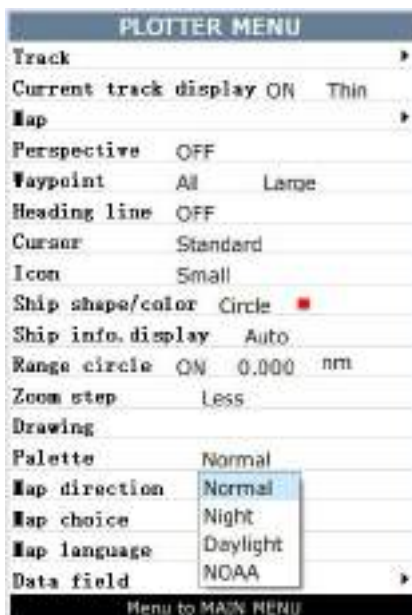 PLOTTER MENU
Track
Current track display ON Thin
Map
Perspective OFF
Waypoint All Large
Heading line OFF
Cursor Standard
Icon Small
Ship shape/color Circle
Ship info.display Auto
Range circle ON 0.000 nm
Zoom step Less
Drawing
Palette Normal
Map direction Normal
Map choice Night
Map language Daylight
Data field NOAA
Menu to MAIN MENU